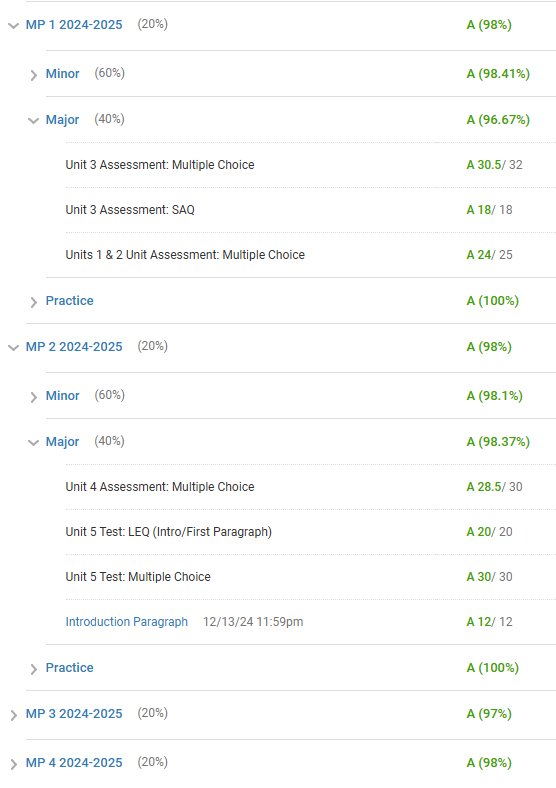 MP 1 2024-2025 (20%) A (98%)
Minor (60%) A (98.41%)
Major (40%) A (96.67%)
Unit 3 Assessment: Multiple Choice A 30.5/ 32
Unit 3 Assessment: SAQ A 18/ 18
Units 1 & 2 Unit Assessment: Multiple Choice A 24/ 25
Practice A (100%)
MP 2 2024-2025 (20%) A (98%)
Minor (60%) A (98.1%)
Major (40%) A (98.37%)
Unit 4 Assessment: Multiple Choice A 28.5/ 30
Unit 5 Test: LEQ (Intro/First Paragraph) A 20/ 20
Unit 5 Test: Multiple Choice A 30/ 30
Introduction Paragraph 12/13/24 11:59pm A 12/ 12
Practice A (100%)
MP 3 2024-2025 (20%) A (97%)
MP 4 2024-2025 (20%) A (98%)